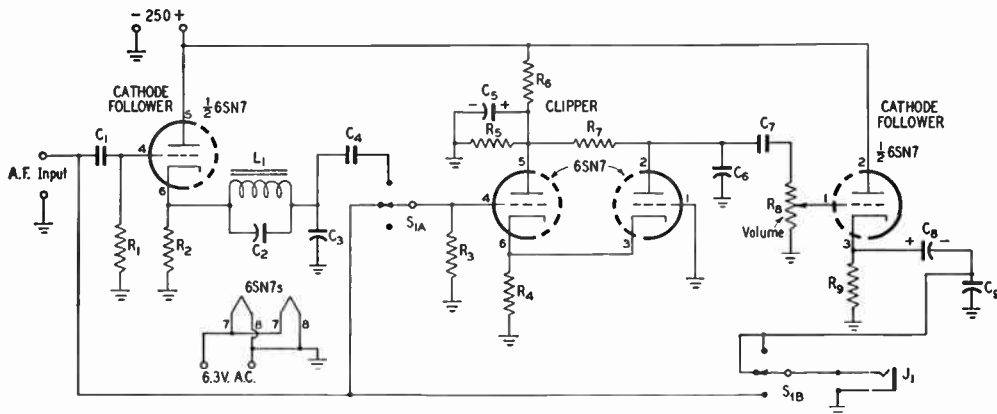 - 250 +
CATHODE
FOLLOWER
½ 6SN7
5
4
6
C1
A.F. Input
R1
R2
L1
C2
C3
C4
S1A
R3
C5
- +
R5
R6
CLIPPER
R7
6SN7
5
4
6
2
1
3
R4
C6
C7
R8
Volume
CATHODE
FOLLOWER
½ 6SN7
2
1
3
R9
+ C8 -
C9
6SN7s
7 8 7 8
6.3V. A.C.
S1B
J1